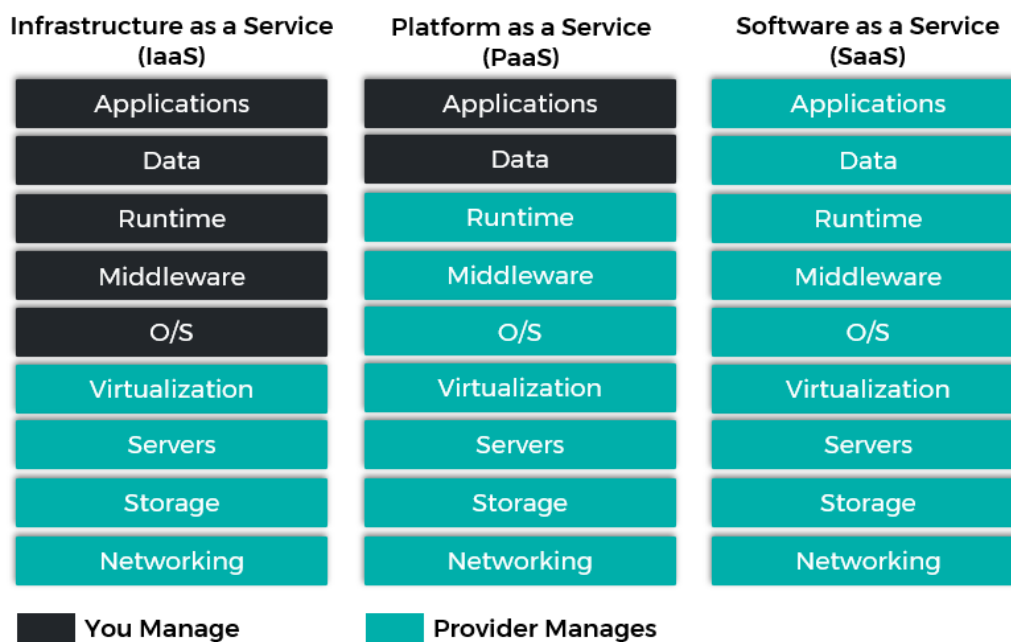 Infrastructure as a Service
(IaaS)
Applications
Data
Runtime
Middleware
O/S
Virtualization
Servers
Storage
Networking
Platform as a Service
(PaaS)
Applications
Data
Runtime
Middleware
O/S
Virtualization
Servers
Storage
Networking
Software as a Service
(SaaS)
Applications
Data
Runtime
Middleware
O/S
Virtualization
Servers
Storage
Networking
You Manage
Provider Manages